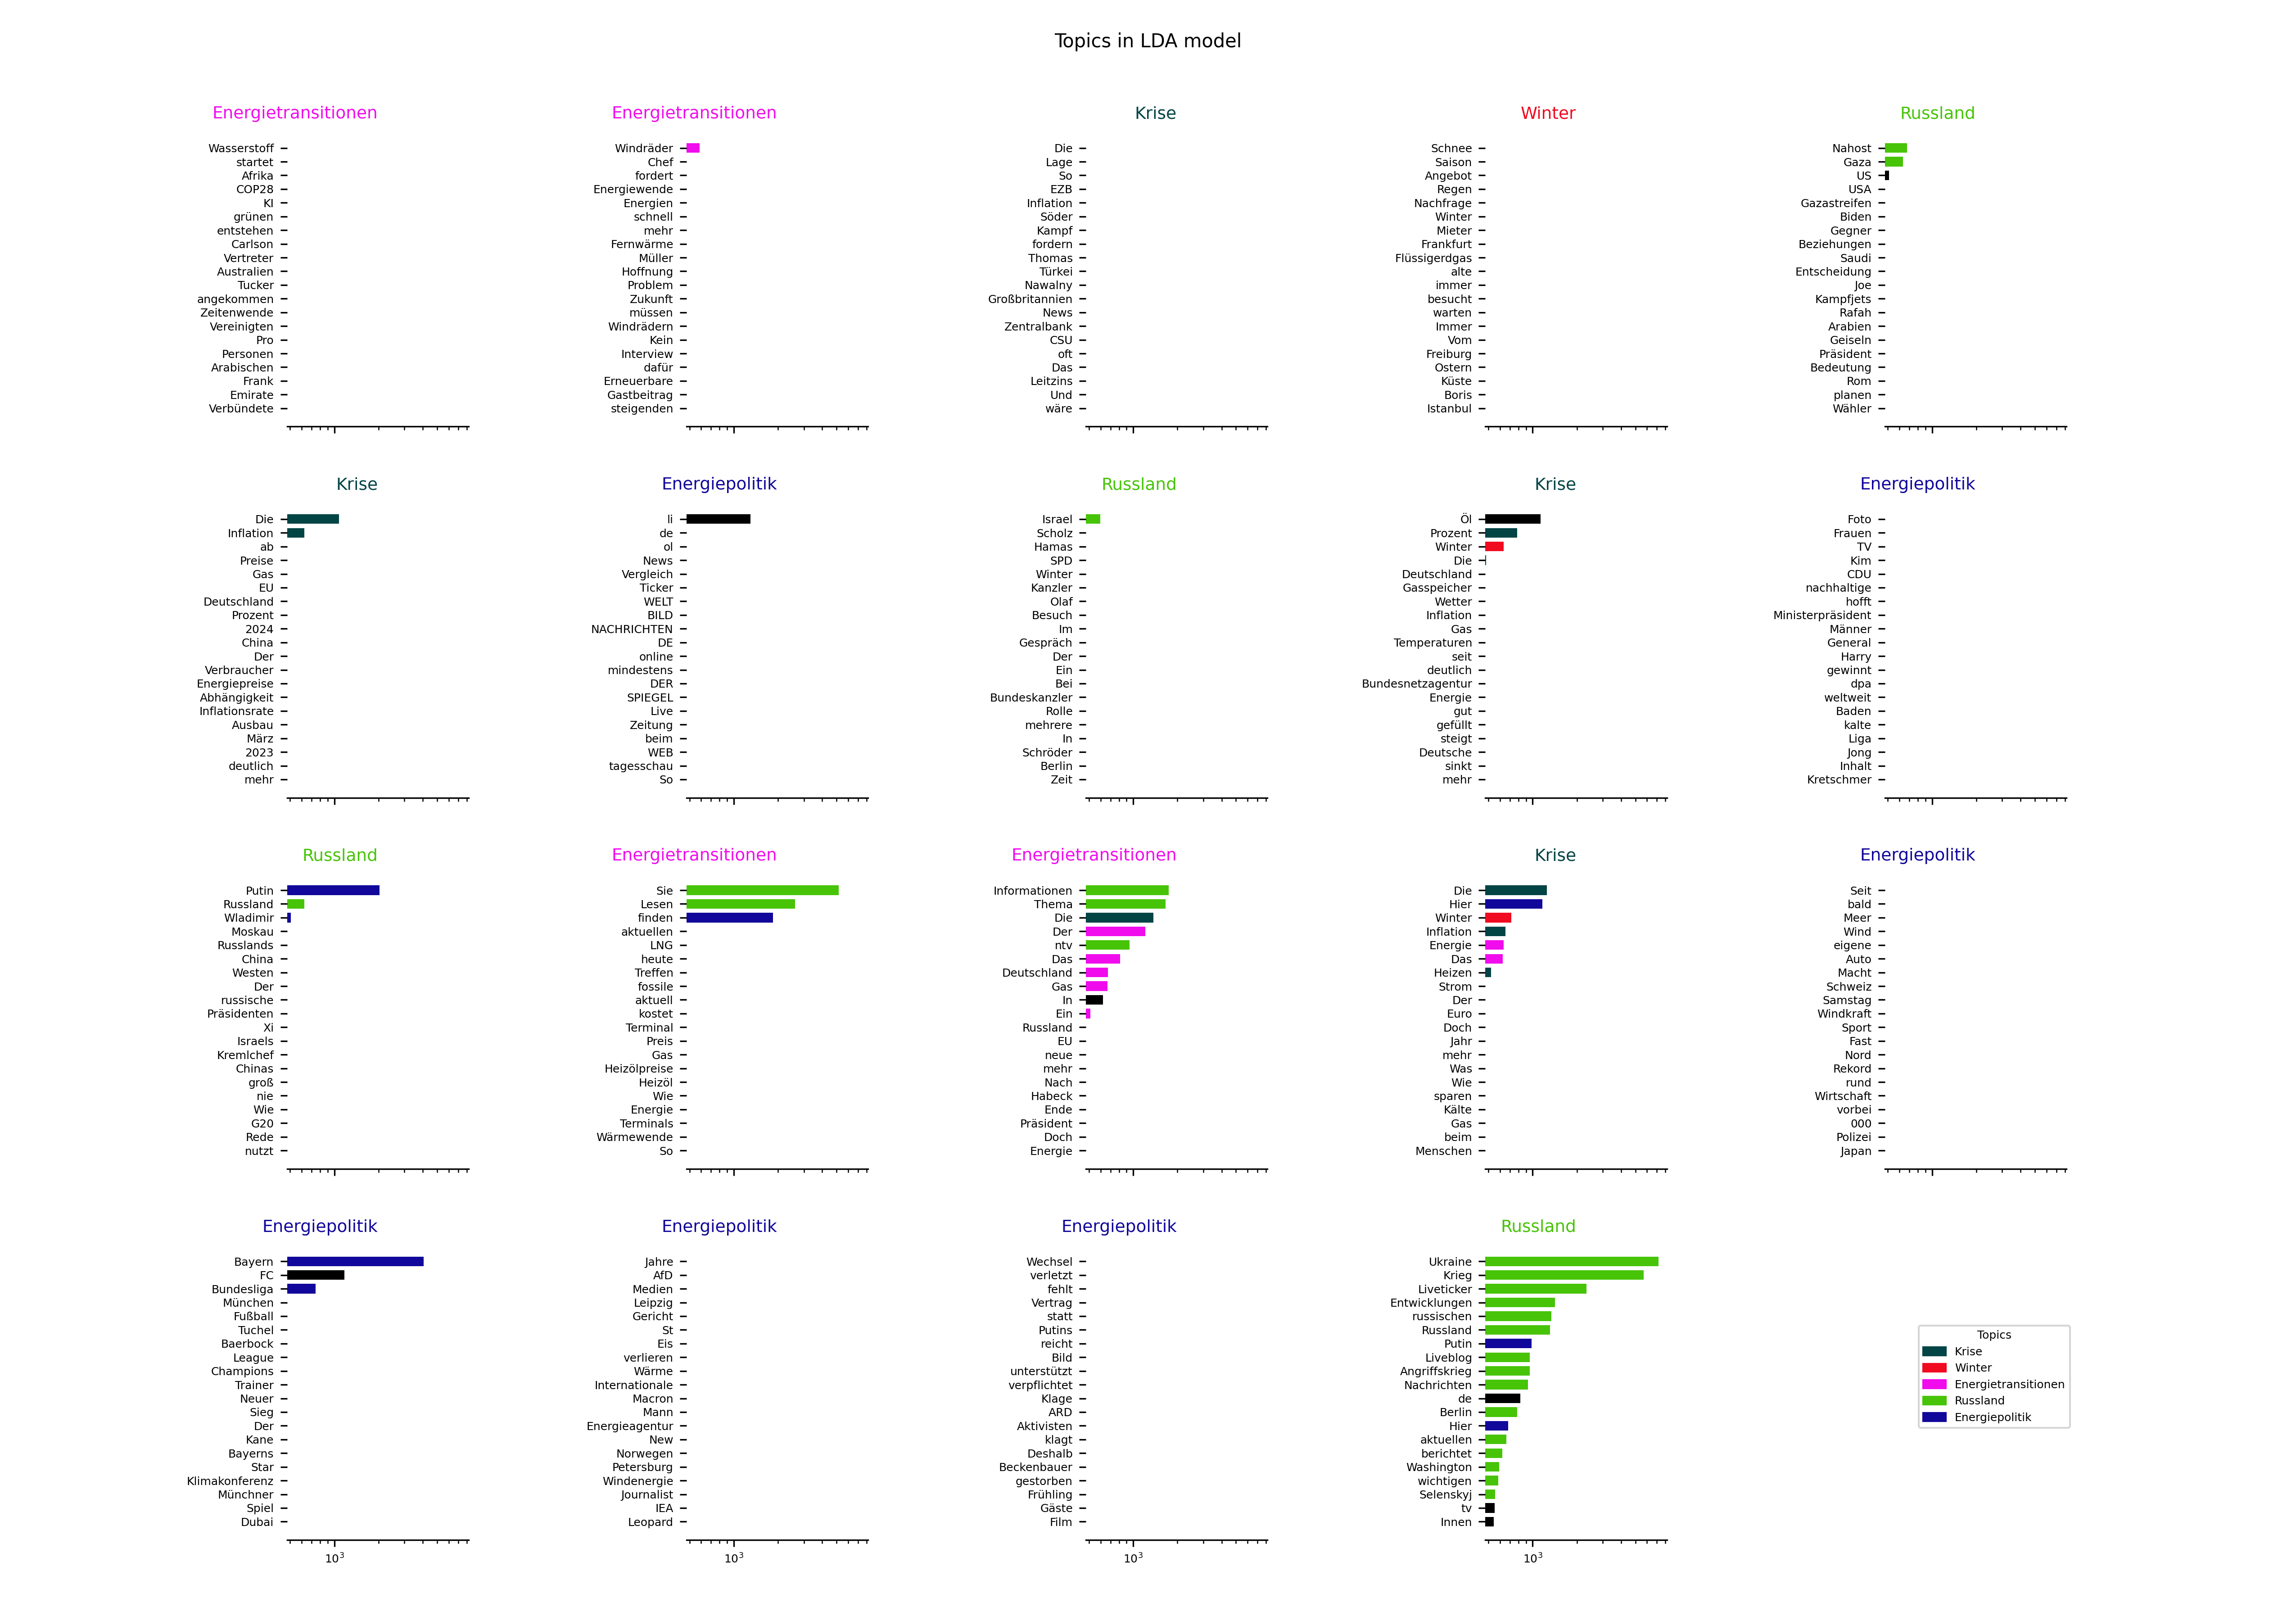 Topics in LDA model
Energietransitionen
Wasserstoff
startet
Afrika
COP28
KI
grünen
entstehen
Carlson
Vertreter
Australien
Tucker
angekommen
Zeitenwende
Vereinigten
Pro
Personen
Arabischen
Frank
Emirate
Verbündete
Energietransitionen
Windräder
Chef
fordert
Energiewende
Energien
schnell
mehr
Fernwärme
Müller
Hoffnung
Problem
Zukunft
müssen
Windrädern
Kein
Interview
dafür
Erneuerbare
Gastbeitrag
steigenden
Krise
Die
Lage
So
EZB
Inflation
Söder
Kampf
fordern
Thomas
Türkei
Nawalny
Großbritannien
News
Zentralbank
CSU
oft
Das
Leitzins
Und
wäre
Winter
Schnee
Saison
Angebot
Regen
Nachfrage
Winter
Mieter
Frankfurt
Flüssigerdgas
alte
immer
besucht
warten
Immer
Vom
Freiburg
Ostern
Küste
Boris
Istanbul
Russland
Nahost
Gaza
US
USA
Gazastreifen
Biden
Gegner
Beziehungen
Saudi
Entscheidung
Joe
Kampfjets
Rafah
Arabien
Geiseln
Präsident
Bedeutung
Rom
planen
Wähler
Krise
Die
Inflation
ab
Preise
Gas
EU
Deutschland
Prozent
2024
China
Der
Verbraucher
Energiepreise
Abhängigkeit
Inflationsrate
Ausbau
März
2023
deutlich
mehr
Energiepolitik
li
de
ol
News
Vergleich
Ticker
WELT
BILD
NACHRICHTEN
DE
online
mindestens
DER
SPIEGEL
Live
Zeitung
beim
WEB
tagesschau
So
Russland
Israel
Scholz
Hamas
SPD
Winter
Kanzler
Olaf
Besuch
Im
Gespräch
Der
Ein
Bei
Bundeskanzler
Rolle
mehrere
In
Schröder
Berlin
Zeit
Krise
Öl
Prozent
Winter
Die
Deutschland
Gasspeicher
Wetter
Inflation
Gas
Temperaturen
seit
deutlich
Bundesnetzagentur
Energie
gut
gefüllt
steigt
Deutsche
sinkt
mehr
Energiepolitik
Foto
Frauen
TV
Kim
CDU
nachhaltige
hofft
Ministerpräsident
Männer
General
Harry
gewinnt
dpa
weltweit
Baden
kalte
Liga
Jong
Inhalt
Kretschmer
Russland
Putin
Russland
Wladimir
Moskau
Russlands
China
Westen
Der
russische
Präsidenten
Xi
Israels
Kremlchef
Chinas
groß
nie
Wie
G20
Rede
nutzt
Energietransitionen
Sie
Lesen
finden
aktuellen
LNG
heute
Treffen
fossile
aktuell
kostet
Terminal
Preis
Gas
Heizölpreise
Heizöl
Wie
Energie
Terminals
Wärmewende
So
Energietransitionen
Informationen
Thema
Die
Der
ntv
Das
Deutschland
Gas
In
Ein
Russland
EU
neue
mehr
Nach
Habeck
Ende
Präsident
Doch
Energie
Krise
Die
Hier
Winter
Inflation
Energie
Das
Heizen
Strom
Der
Euro
Doch
Jahr
mehr
Was
Wie
sparen
Kälte
Gas
beim
Menschen
Energiepolitik
Seit
bald
Meer
Wind
eigene
Auto
Macht
Schweiz
Samstag
Windkraft
Sport
Fast
Nord
Rekord
rund
Wirtschaft
vorbei
000
Polizei
Japan
Energiepolitik
Bayern
FC
Bundesliga
München
Fußball
Tuchel
Baerbock
League
Champions
Trainer
Neuer
Sieg
Der
Kane
Bayerns
Star
Klimakonferenz
Münchner
Spiel
Dubai
10³
Energiepolitik
Jahre
AfD
Medien
Leipzig
Gericht
St
Eis
verlieren
Wärme
Internationale
Macron
Mann
Energieagentur
New
Norwegen
Petersburg
Windenergie
Journalist
IEA
Leopard
10³
Energiepolitik
Wechsel
verletzt
fehlt
Vertrag
statt
Putins
reicht
Bild
unterstützt
verpflichtet
Klage
ARD
Aktivisten
klagt
Deshalb
Beckenbauer
gestorben
Frühling
Gäste
Film
10³
Russland
Ukraine
Krieg
Liveticker
Entwicklungen
russischen
Russland
Putin
Liveblog
Angriffskrieg
Nachrichten
de
Berlin
Hier
aktuellen
berichtet
Washington
wichtigen
Selenskyj
tv
Innen
10³
Topics
Krise
Winter
Energietransitionen
Russland
Energiepolitik